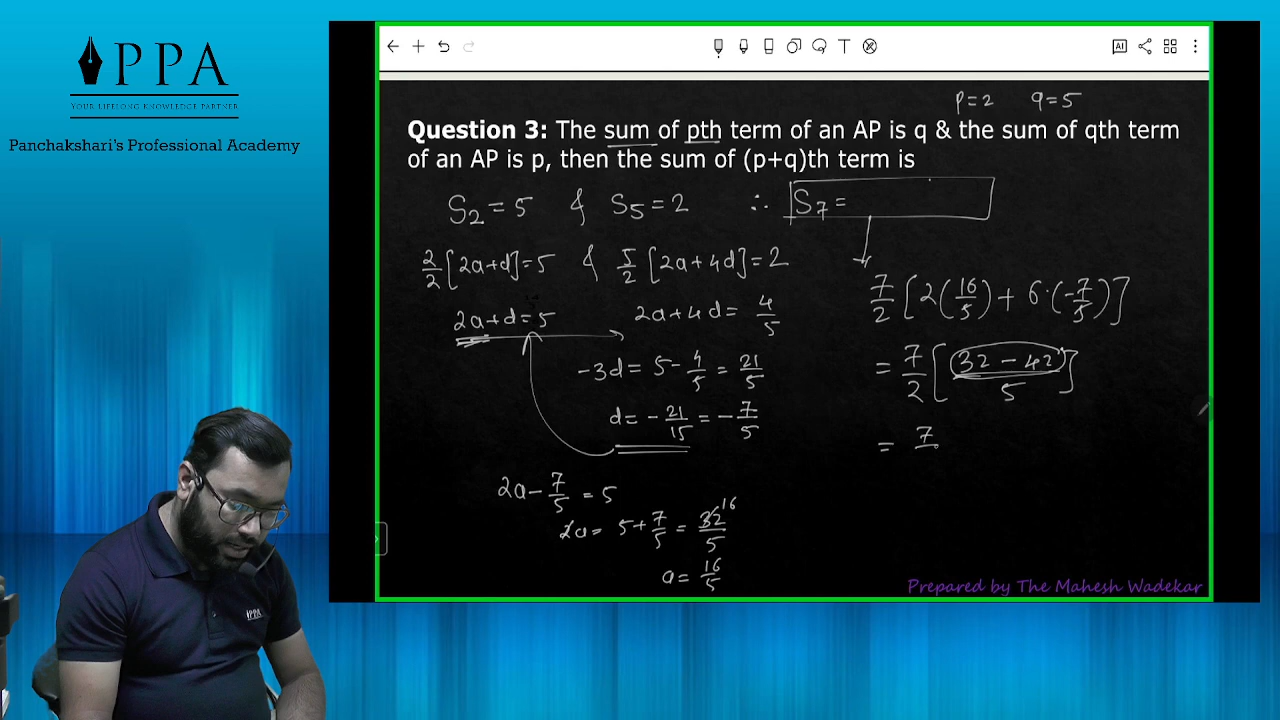 PPA
YOUR LIFELONG KNOWLEDGE PARTNER
Panchakshari's Professional Academy
p=2 q=5
Question 3: The sum of pth term of an AP is q & the sum of qth term
of an AP is p, then the sum of (p+q)th term is
S₂ = 5 & S₅ = 2 ∴ S₇ =
2/2 [2a+d] = 5 & 5/2 [2a+4d] = 2
2a+d = 5 2a+4d = 4/5
-3d = 5 - 4/5 = 21/5
d = - 21/15 = - 7/5
2a - 7/5 = 5
2a = 5 + 7/5 = 32/5 16
a = 16/5
7/2 [2(16/5) + 6·(-7/5)]
= 7/2 [(32 - 42)/5]
= 7
PPA
Prepared by The Mahesh Wadekar